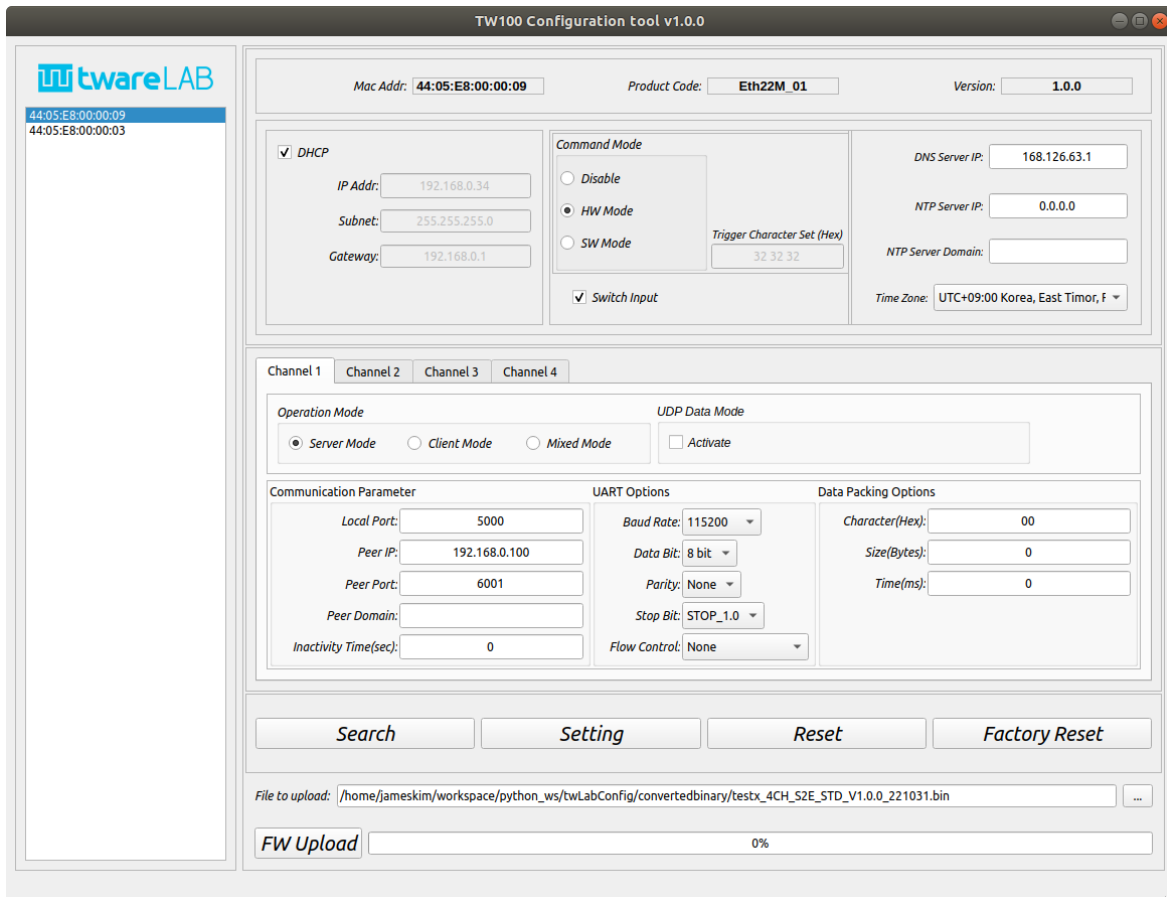 TW100 Configuration tool v1.0.0
twareLAB
44:05:E8:00:00:09
44:05:E8:00:00:03
Mac Addr: 44:05:E8:00:00:09 Product Code: Eth22M_01 Version: 1.0.0
DHCP
IP Addr: 192.168.0.34
Subnet: 255.255.255.0
Gateway: 192.168.0.1
Command Mode
Disable
HW Mode
SW Mode
Trigger Character Set (Hex)
32 32 32
Switch Input
DNS Server IP: 168.126.63.1
NTP Server IP: 0.0.0.0
NTP Server Domain:
Time Zone: UTC+09:00 Korea, East Timor, F
Channel 1 Channel 2 Channel 3 Channel 4
Operation Mode
Server Mode Client Mode Mixed Mode
UDP Data Mode
Activate
Communication Parameter
Local Port: 5000
Peer IP: 192.168.0.100
Peer Port: 6001
Peer Domain:
Inactivity Time(sec): 0
UART Options
Baud Rate: 115200
Data Bit: 8 bit
Parity: None
Stop Bit: STOP_1.0
Flow Control: None
Data Packing Options
Character(Hex): 00
Size(Bytes): 0
Time(ms): 0
Search Setting Reset Factory Reset
File to upload: /home/jameskim/workspace/python_ws/twLabConfig/convertedbinary/testx_4CH_S2E_STD_V1.0.0_221031.bin ...
FW Upload 0%